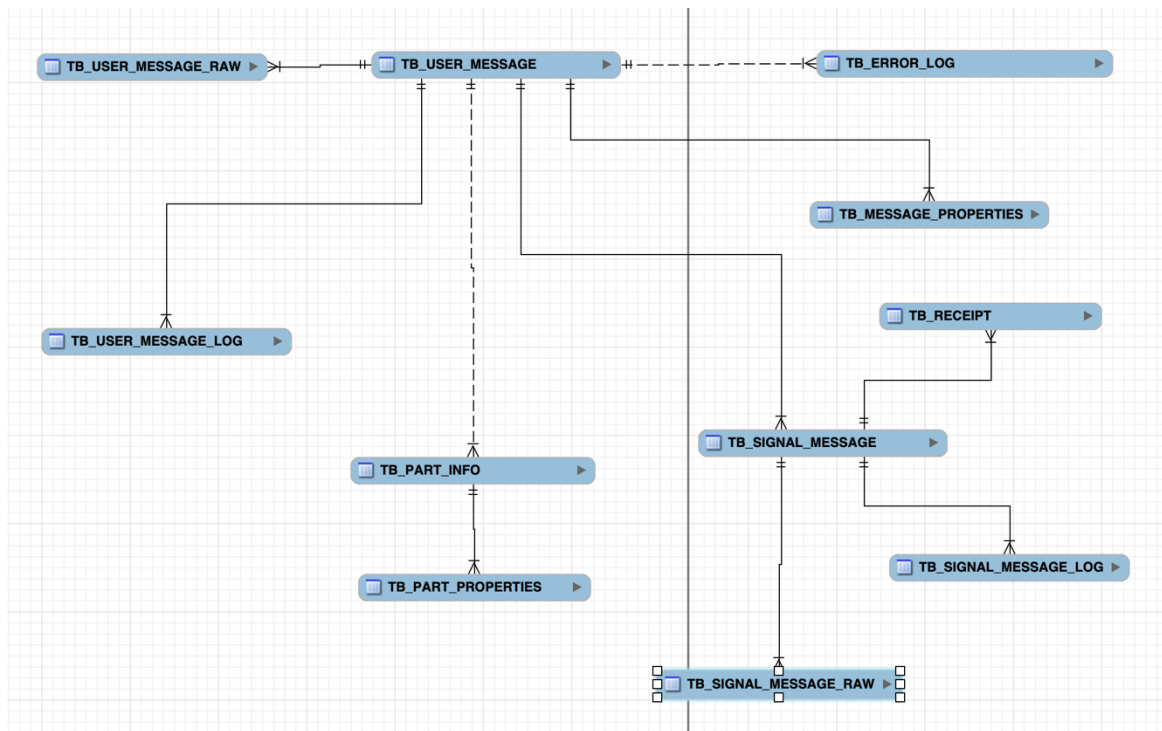 TB_USER_MESSAGE_RAW
TB_USER_MESSAGE
TB_ERROR_LOG
TB_MESSAGE_PROPERTIES
TB_RECEIPT
TB_USER_MESSAGE_LOG
TB_SIGNAL_MESSAGE
TB_PART_INFO
TB_SIGNAL_MESSAGE_LOG
TB_PART_PROPERTIES
TB_SIGNAL_MESSAGE_RAW